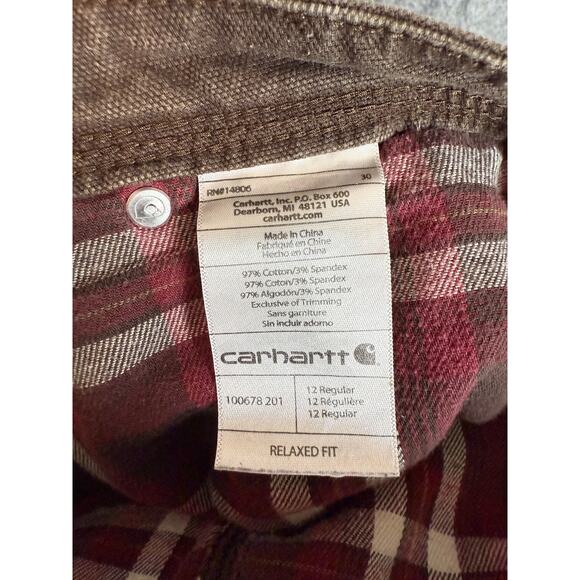 RN#14806 30
Carhartt, Inc. P.O. Box 600
Dearborn, MI 48121 USA
carhartt.com
Made in China
Fabriqué en Chine
Hecho en China
97% Cotton/3% Spandex
97% Coton/3% Spandex
97% Algodón/3% Spandex
Exclusive of Trimming
Sans garniture
Sin incluir adorno
carhartt
100678 201
12 Regular
12 Régulière
12 Regular
RELAXED FIT